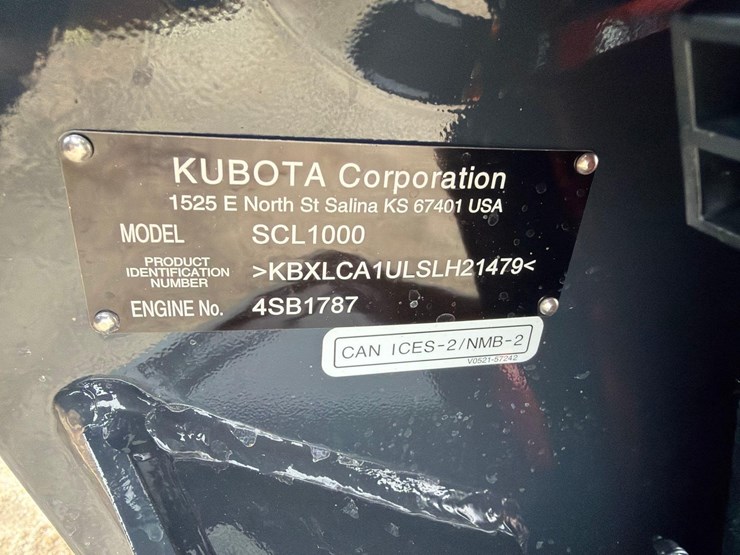 KUBOTA Corporation
1525 E North St Salina KS 67401 USA
MODEL SCL1000
PRODUCT
IDENTIFICATION >KBXLCA1ULSLH21479<
NUMBER
ENGINE No. 4SB1787
CAN ICES-2/NMB-2
V0521-57242